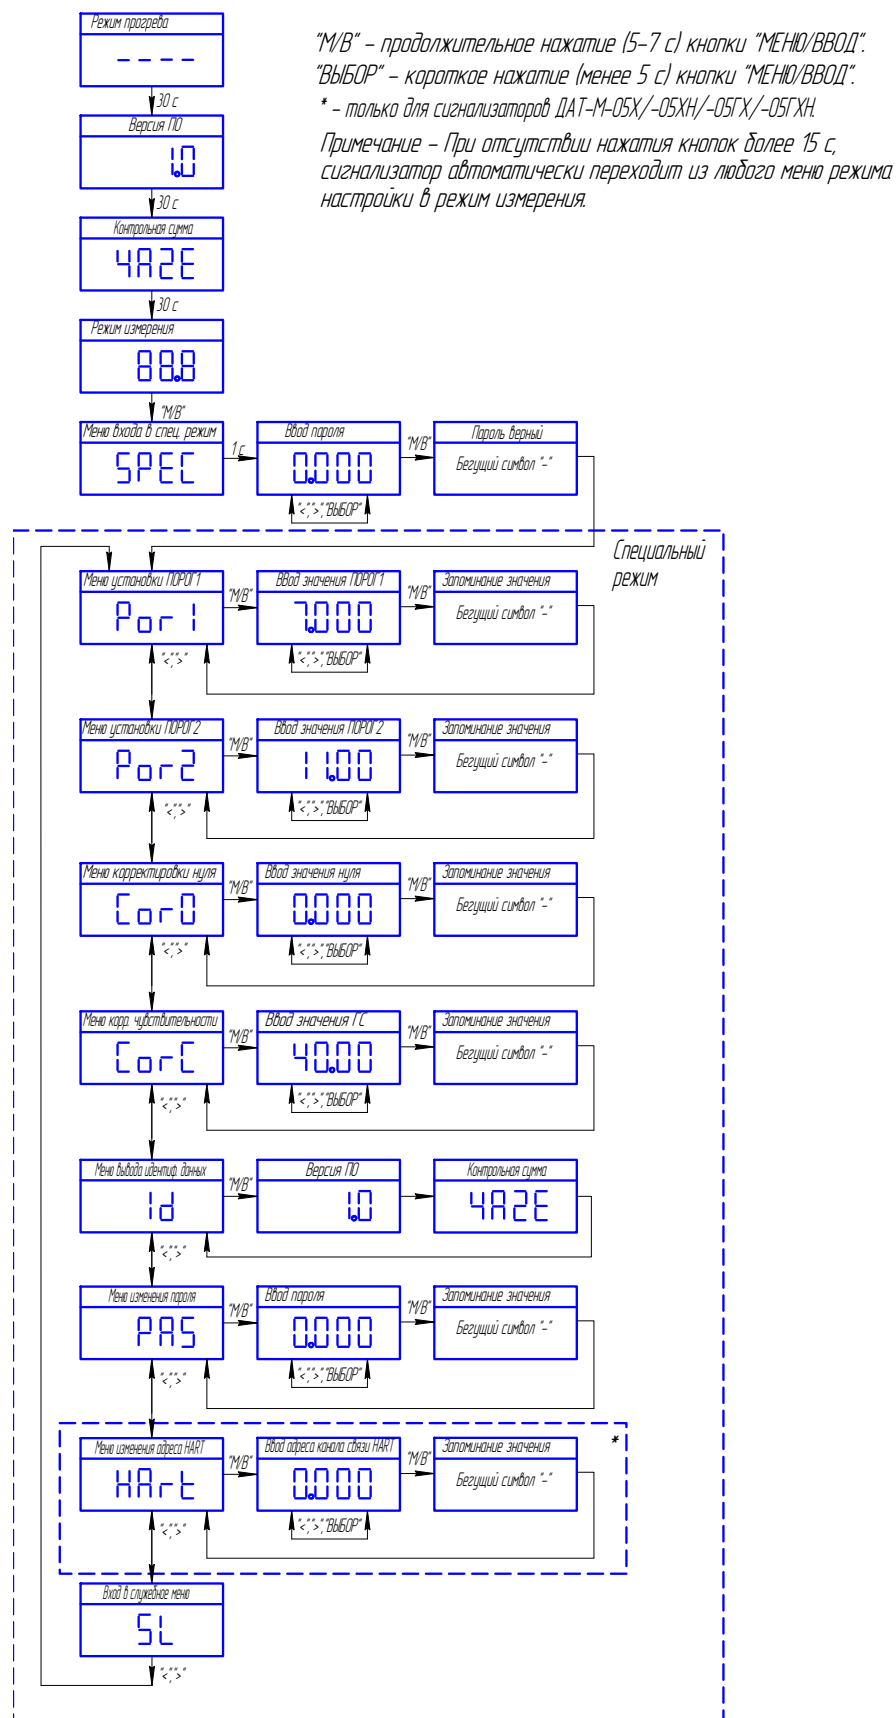 Режим прогрева
- - - -
30 с
Версия ПО
1.0
30 с
Контрольная сумма
4A2E
30 с
Режим измерения
88.8
"М/В"
"М/В" – продолжительное нажатие (5–7 с) кнопки "МЕНЮ/ВВОД".
"ВЫБОР" – короткое нажатие (менее 5 с) кнопки "МЕНЮ/ВВОД".
* – только для сигнализаторов ДАТ-М-05Х/-05ХН/-05ГХ/-05ГХН.
Примечание – При отсутствии нажатия кнопок более 15 с,
сигнализатор автоматически переходит из любого меню режима
настройки в режим измерения.
Меню входа в спец. режим
SPEC
1 с
Ввод пароля
0.000
"<",">","ВЫБОР"
"М/В"
Пароль верный
Бегущий символ "-"
Специальный
режим
Меню установки ПОРОГ1
Por1
"М/В"
Ввод значения ПОРОГ1
7.000
"<",">","ВЫБОР"
"М/В"
Запоминание значения
Бегущий символ "-"
"<",">"
Меню установки ПОРОГ2
Por2
"М/В"
Ввод значения ПОРОГ2
11.00
"<",">","ВЫБОР"
"М/В"
Запоминание значения
Бегущий символ "-"
"<",">"
Меню корректировки нуля
Cor0
"М/В"
Ввод значения нуля
0.000
"<",">","ВЫБОР"
"М/В"
Запоминание значения
Бегущий символ "-"
"<",">"
Меню корр. чувствительности
CorC
"М/В"
Ввод значения ГС
40.00
"<",">","ВЫБОР"
"М/В"
Запоминание значения
Бегущий символ "-"
"<",">"
Меню вывода идентиф. данных
Id
"М/В"
Версия ПО
1.0
Контрольная сумма
4A2E
"<",">"
Меню изменения пароля
PAS
"М/В"
Ввод пароля
0.000
"<",">","ВЫБОР"
"М/В"
Запоминание значения
Бегущий символ "-"
"<",">"
*
Меню изменения адреса HART
HArt
"М/В"
Ввод адреса канала связи HART
0.000
"<",">","ВЫБОР"
"М/В"
Запоминание значения
Бегущий символ "-"
"<",">"
Вход в служебное меню
SL
"<",">"